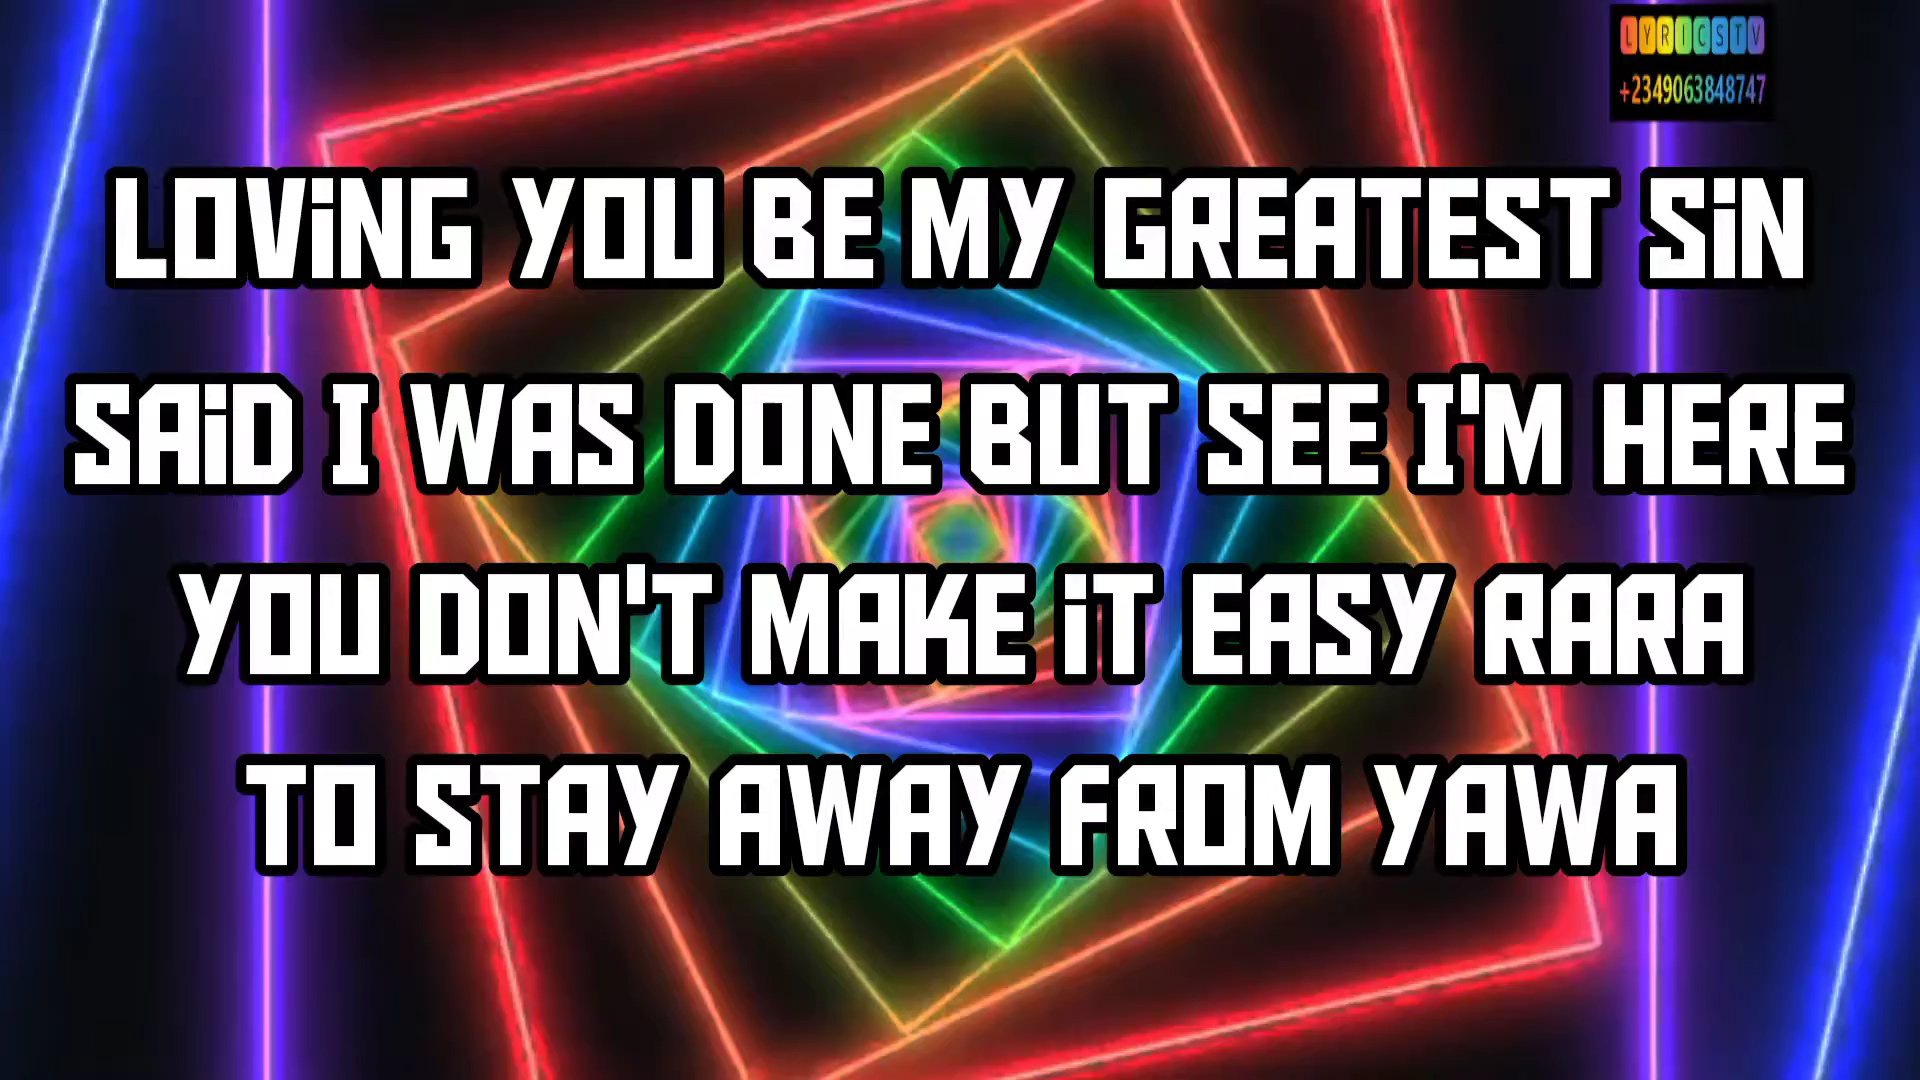 LYRICSTV
+2349063848747
LOViNG YOU BE MY GREATEST SiN
SAiD I WAS DONE BUT SEE I'M HERE
YOU DON'T MAKE iT EASY RARA
TO STAY AWAY FROM YAWA